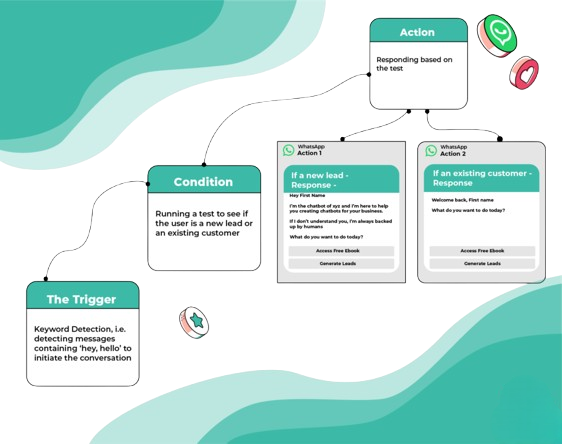 Action
Responding based on
the test
WhatsApp
Action 1
If a new lead -
Response -
Hey First Name
I'm the chatbot of xyz and I'm here to help
you creating chatbots for your business.
If I don't understand you, I'm always backed
up by humans
What do you want to do today?
Access Free Ebook
Generate Leads
WhatsApp
Action 2
If an existing customer -
Response
Welcome back, First name
What do you want to do today?
Access Free Ebook
Generate Leads
Condition
Running a test to see if
the user is a new lead or
an existing customer
The Trigger
Keyword Detection, i.e.
detecting messages
containing 'hey, hello' to
initiate the conversation